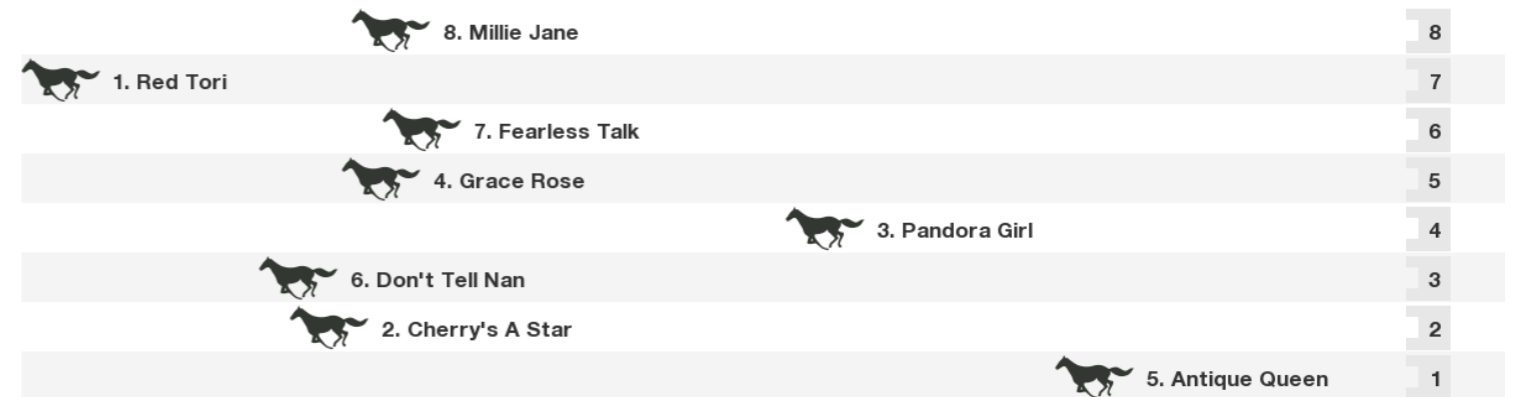 8. Millie Jane 8
1. Red Tori 7
7. Fearless Talk 6
4. Grace Rose 5
3. Pandora Girl 4
6. Don't Tell Nan 3
2. Cherry's A Star 2
5. Antique Queen 1